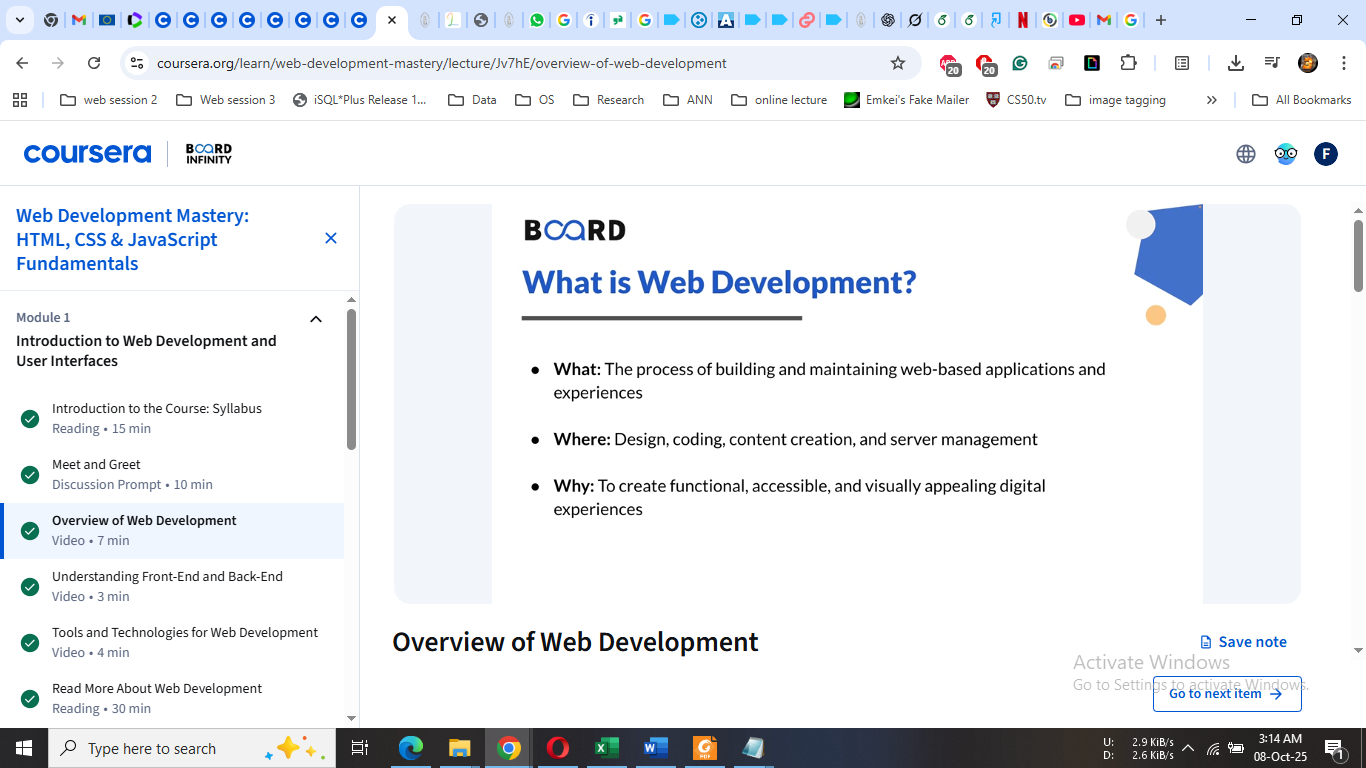 coursera.org/learn/web-development-mastery/lecture/Jv7hE/overview-of-web-development
20
20
web session 2
Web session 3
iSQL*Plus Release 1...
Data
OS
Research
ANN
online lecture
Emkei's Fake Mailer
CS50.tv
image tagging
All Bookmarks
coursera
BOARD
INFINITY
F
Web Development Mastery:
HTML, CSS & JavaScript
Fundamentals
Module 1
Introduction to Web Development and
User Interfaces
Introduction to the Course: Syllabus
Reading • 15 min
Meet and Greet
Discussion Prompt • 10 min
Overview of Web Development
Video • 7 min
Understanding Front-End and Back-End
Video • 3 min
Tools and Technologies for Web Development
Video • 4 min
Read More About Web Development
Reading • 30 min
BOARD
What is Web Development?
● What: The process of building and maintaining web-based applications and
experiences
● Where: Design, coding, content creation, and server management
● Why: To create functional, accessible, and visually appealing digital
experiences
Overview of Web Development
Save note
Activate Windows
Go to Settings to activate Windows.
Go to next item
Type here to search
U: 2.9 KiB/s
D: 2.6 KiB/s
3:14 AM
08-Oct-25
1